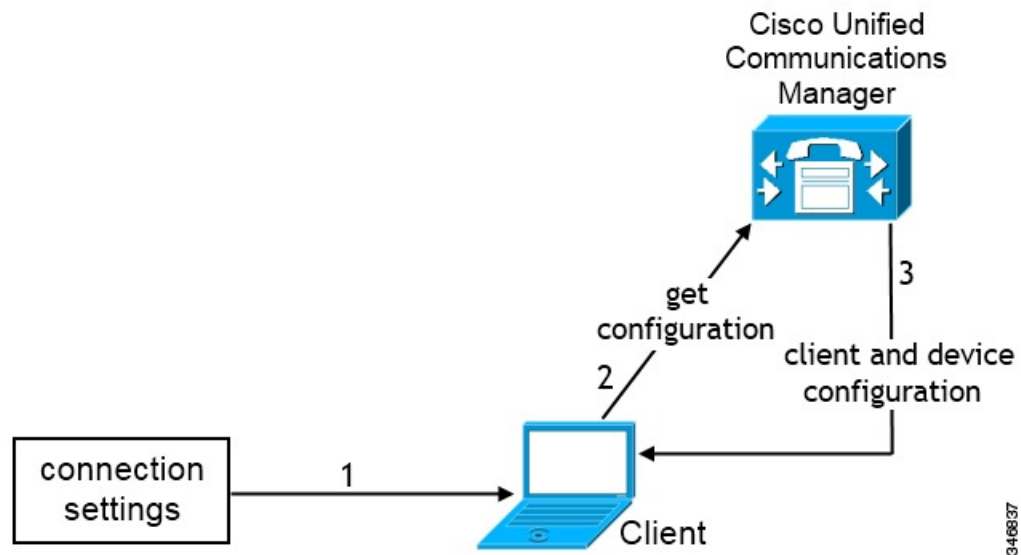 Cisco Unified
Communications
Manager
3
get
configuration
client and device
configuration
2
connection
settings
1
Client
346837